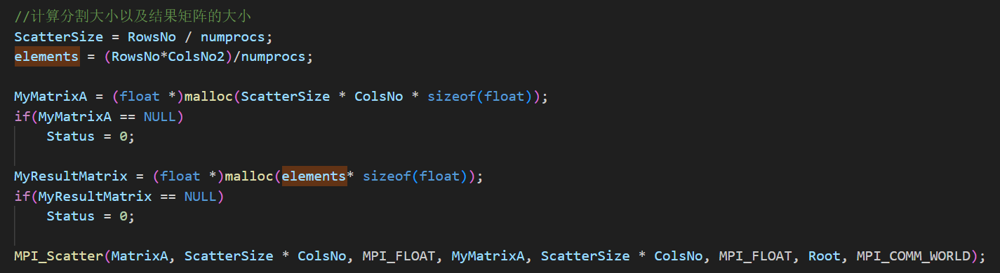 //计算分割大小以及结果矩阵的大小
ScatterSize = RowsNo / numprocs;
elements = (RowsNo*ColsNo2)/numprocs;
MyMatrixA = (float *)malloc(ScatterSize * ColsNo * sizeof(float));
if(MyMatrixA == NULL)
Status = 0;
MyResultMatrix = (float *)malloc(elements* sizeof(float));
if(MyResultMatrix == NULL)
Status = 0;
MPI_Scatter(MatrixA, ScatterSize * ColsNo, MPI_FLOAT, MyMatrixA, ScatterSize * ColsNo, MPI_FLOAT, Root, MPI_COMM_WORLD);